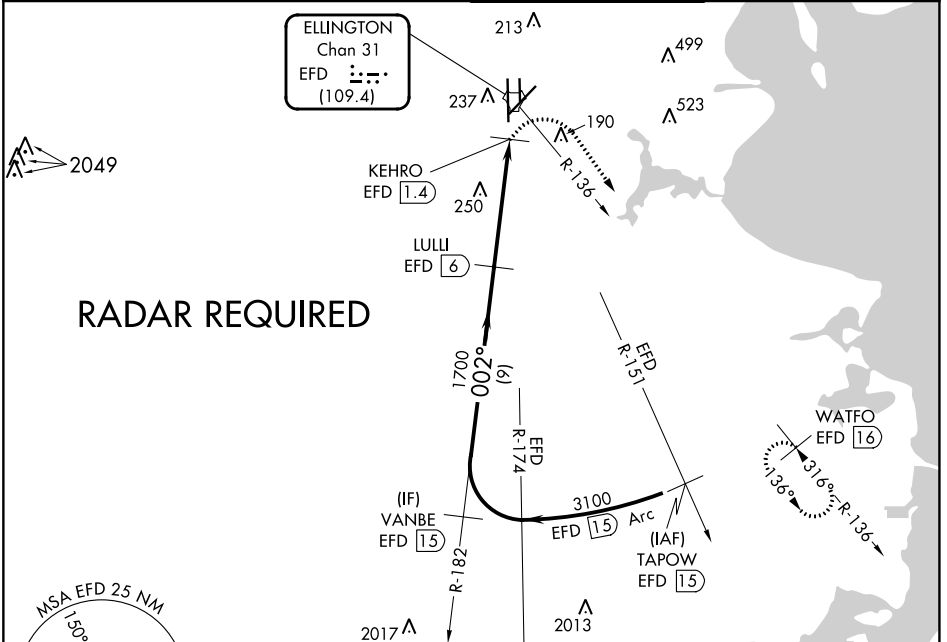 ELLINGTON
Chan 31
EFD
(109.4)
213
499
237
523
190
2049
KEHRO
EFD 1.4
R-136
250
LULLI
EFD 6
RADAR REQUIRED
EFD
R-151
1700
002°
(9)
EFD
R-174
WATFO
EFD 16
136°
316°
R-136
3100
EFD 15 Arc
(IF)
VANBE
EFD 15
(IAF)
TAPOW
EFD 15
R-182
MSA EFD 25 NM
150°
2017
2013